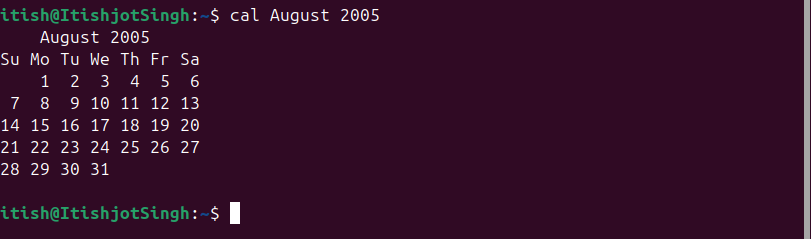 itish@ItishjotSingh:~$ cal August 2005
    August 2005
Su Mo Tu We Th Fr Sa
    1  2  3  4  5  6
 7  8  9 10 11 12 13
14 15 16 17 18 19 20
21 22 23 24 25 26 27
28 29 30 31
itish@ItishjotSingh:~$